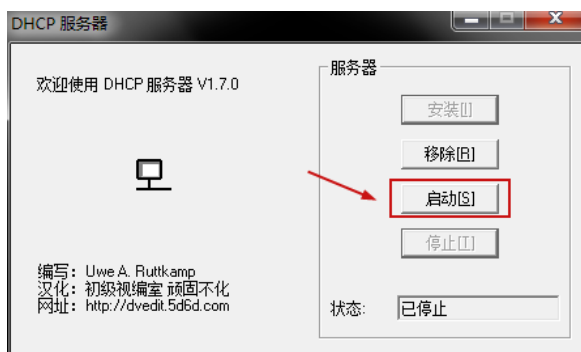 DHCP 服务器
欢迎使用 DHCP 服务器 V1.7.0
编写：Uwe A. Ruttkamp
汉化：初级视编室 顽固不化
网址：http://dvedit.5d6d.com
服务器
安装[I]
移除[R]
启动[S]
停止[T]
状态:
已停止